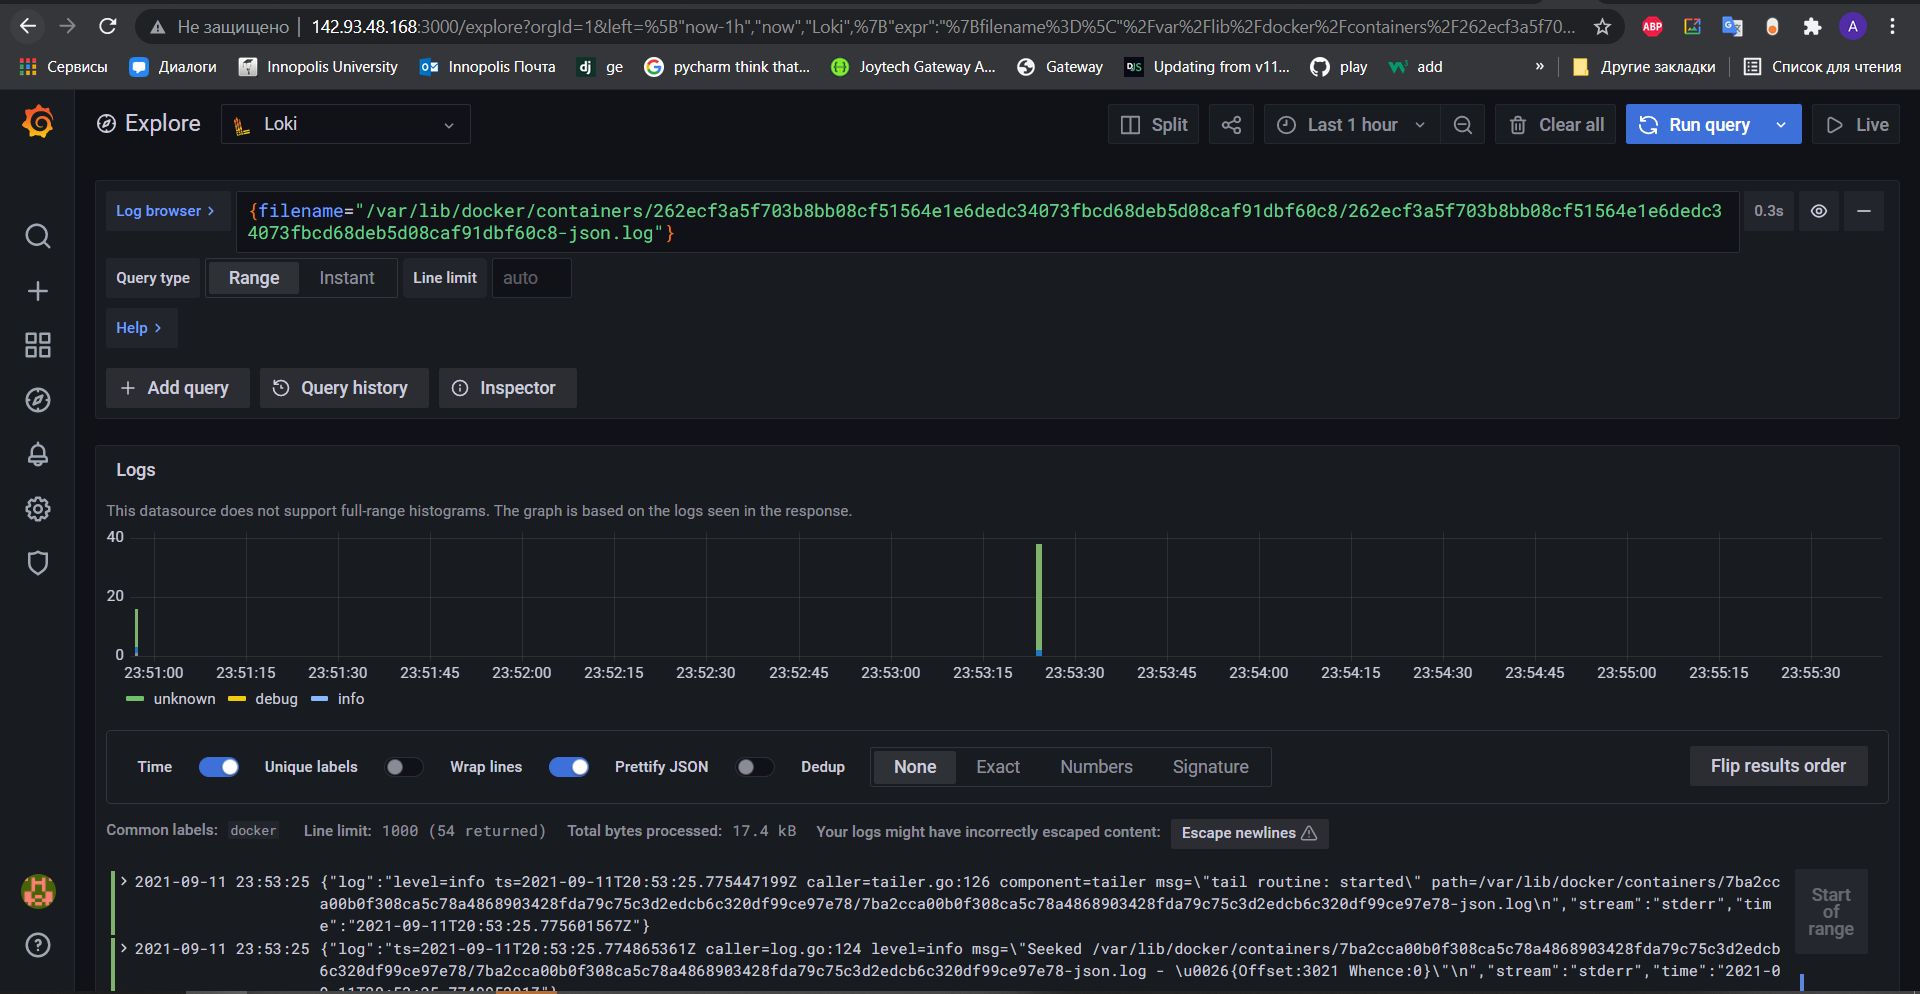 Не защищено | 142.93.48.168:3000/explore?orgId=1&left=%5B"now-1h","now","Loki",%7B"expr":"%7Bfilename%3D%5C"%2Fvar%2Flib%2Fdocker%2Fcontainers%2F262ecf3a5f70...
ABP
A
Сервисы Диалоги Innopolis University Innopolis Почта dj ge pycharm think that... Joytech Gateway A... Gateway DJS Updating from v11... play add » Другие закладки Список для чтения
Explore Loki Split Last 1 hour Clear all Run query Live
Log browser > {filename="/var/lib/docker/containers/262ecf3a5f703b8bb08cf51564e1e6dedc34073fbcd68deb5d08caf91dbf60c8/262ecf3a5f703b8bb08cf51564e1e6dedc3 0.3s
4073fbcd68deb5d08caf91dbf60c8-json.log"}
Query type Range Instant Line limit auto
Help >
+ Add query Query history Inspector
Logs
This datasource does not support full-range histograms. The graph is based on the logs seen in the response.
40
20
0
23:51:00 23:51:15 23:51:30 23:51:45 23:52:00 23:52:15 23:52:30 23:52:45 23:53:00 23:53:15 23:53:30 23:53:45 23:54:00 23:54:15 23:54:30 23:54:45 23:55:00 23:55:15 23:55:30
unknown debug info
Time Unique labels Wrap lines Prettify JSON Dedup None Exact Numbers Signature Flip results order
Common labels: docker Line limit: 1000 (54 returned) Total bytes processed: 17.4 kB Your logs might have incorrectly escaped content: Escape newlines
> 2021-09-11 23:53:25 {"log":"level=info ts=2021-09-11T20:53:25.775447199Z caller=tailer.go:126 component=tailer msg=\"tail routine: started\" path=/var/lib/docker/containers/7ba2cc
a00b0f308ca5c78a4868903428fda79c75c3d2edcb6c320df99ce97e78/7ba2cca00b0f308ca5c78a4868903428fda79c75c3d2edcb6c320df99ce97e78-json.log\n","stream":"stderr","tim
e":"2021-09-11T20:53:25.775601567Z"}
> 2021-09-11 23:53:25 {"log":"ts=2021-09-11T20:53:25.774865361Z caller=log.go:124 level=info msg=\"Seeked /var/lib/docker/containers/7ba2cca00b0f308ca5c78a4868903428fda79c75c3d2edcb
6c320df99ce97e78/7ba2cca00b0f308ca5c78a4868903428fda79c75c3d2edcb6c320df99ce97e78-json.log - \u0026{Offset:3021 Whence:0}\"\n","stream":"stderr","time":"2021-0
Start
of
range